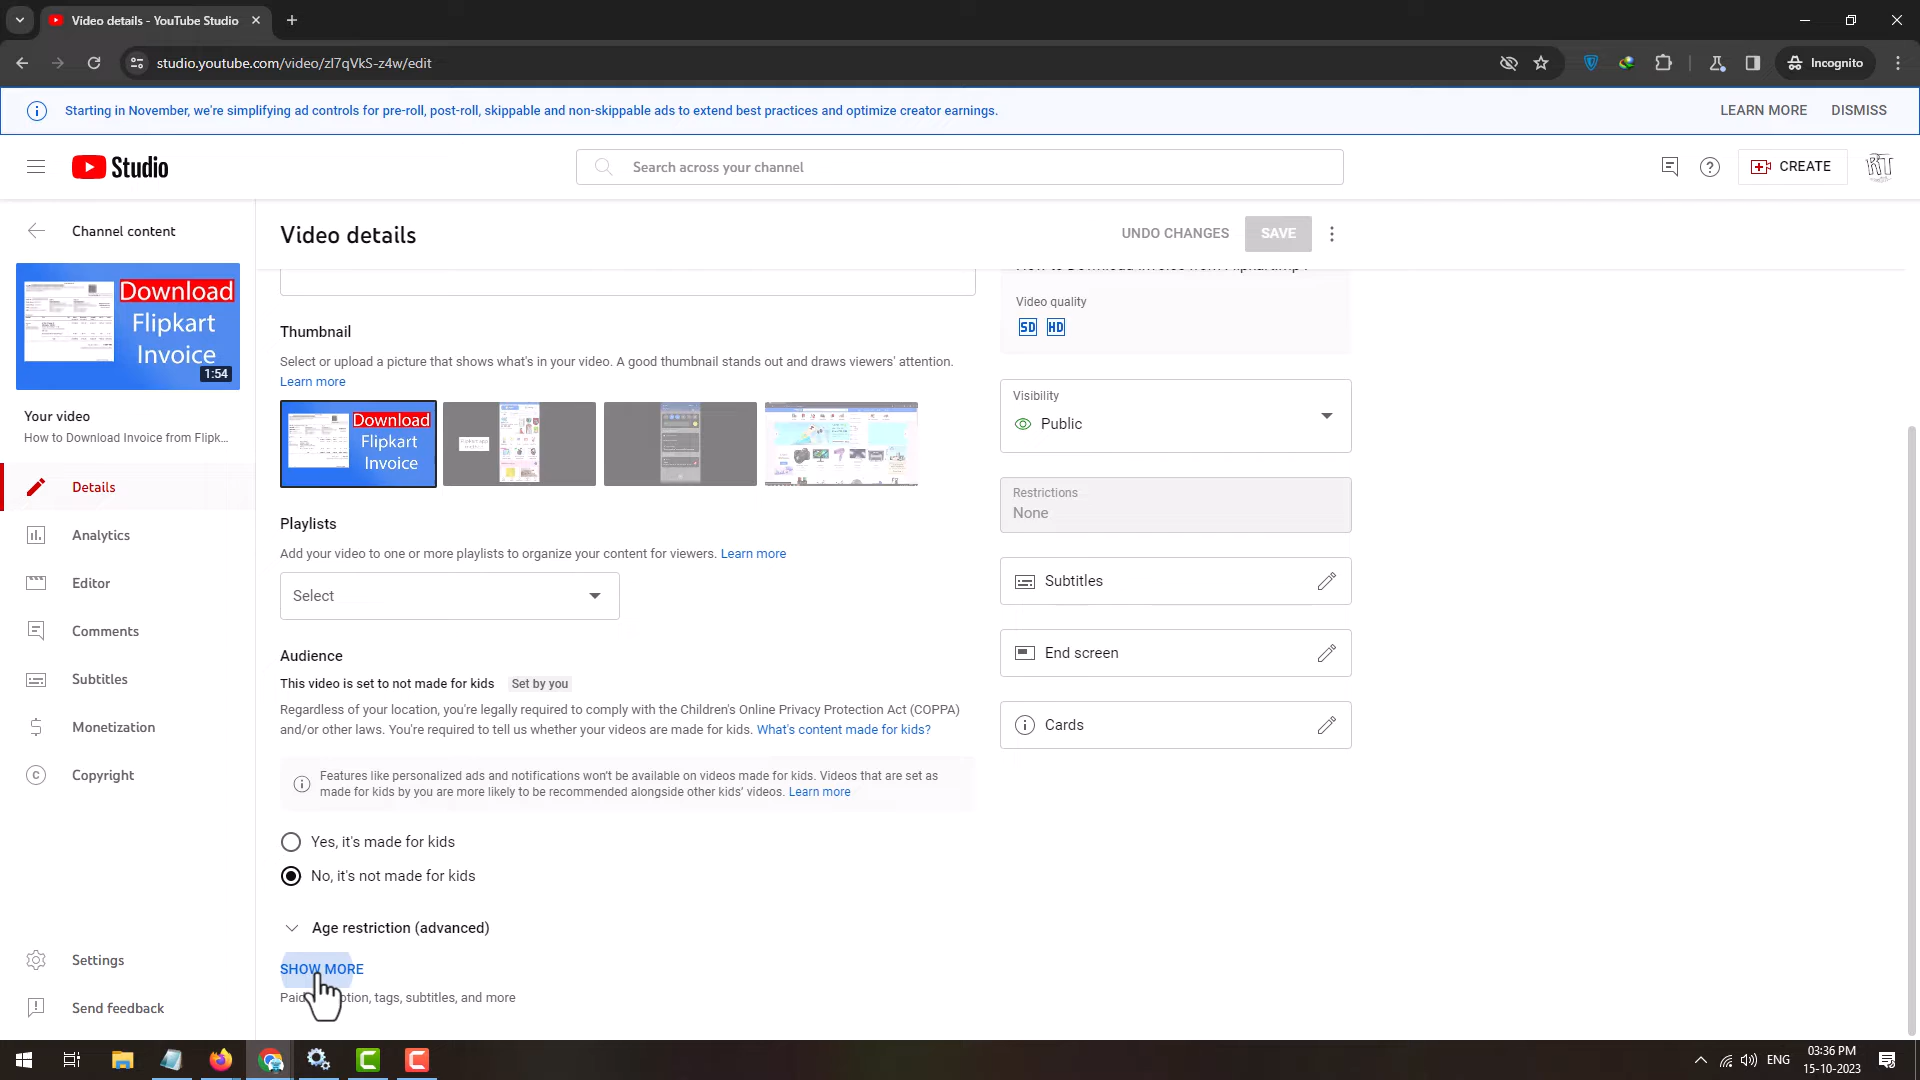 Video details - YouTube Studio
studio.youtube.com/video/zl7qVkS-z4w/edit
Incognito
Starting in November, we're simplifying ad controls for pre-roll, post-roll, skippable and non-skippable ads to extend best practices and optimize creator earnings.
LEARN MORE
DISMISS
Studio
Search across your channel
CREATE
RT
Channel content
Video details
UNDO CHANGES
SAVE
Download
Flipkart
Invoice
1:54
Your video
How to Download Invoice from Flipk...
Details
Analytics
Editor
Comments
Subtitles
Monetization
Copyright
Settings
Send feedback
Thumbnail
Select or upload a picture that shows what's in your video. A good thumbnail stands out and draws viewers' attention.
Learn more
Download
Flipkart
Invoice
Playlists
Add your video to one or more playlists to organize your content for viewers. Learn more
Select
Audience
This video is set to not made for kids Set by you
Regardless of your location, you're legally required to comply with the Children's Online Privacy Protection Act (COPPA)
and/or other laws. You're required to tell us whether your videos are made for kids. What's content made for kids?
Features like personalized ads and notifications won't be available on videos made for kids. Videos that are set as
made for kids by you are more likely to be recommended alongside other kids' videos. Learn more
Yes, it's made for kids
No, it's not made for kids
Age restriction (advanced)
SHOW MORE
tags, subtitles, and more
How to Download Invoice from Flipkart.mp4
Video quality
SD HD
Visibility
Public
Restrictions
None
Subtitles
End screen
Cards
ENG
03:36 PM
15-10-2023